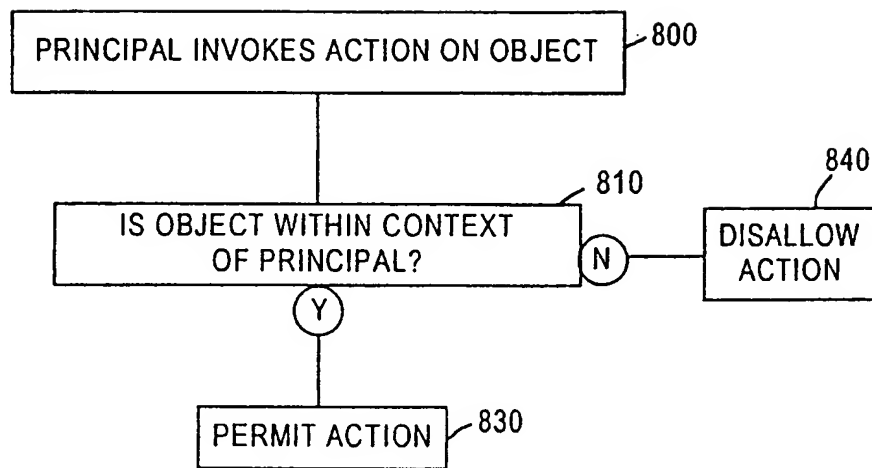 PRINCIPAL INVOKES ACTION ON OBJECT
800
810
IS OBJECT WITHIN CONTEXT
OF PRINCIPAL?
N
840
DISALLOW
ACTION
Y
PERMIT ACTION
830